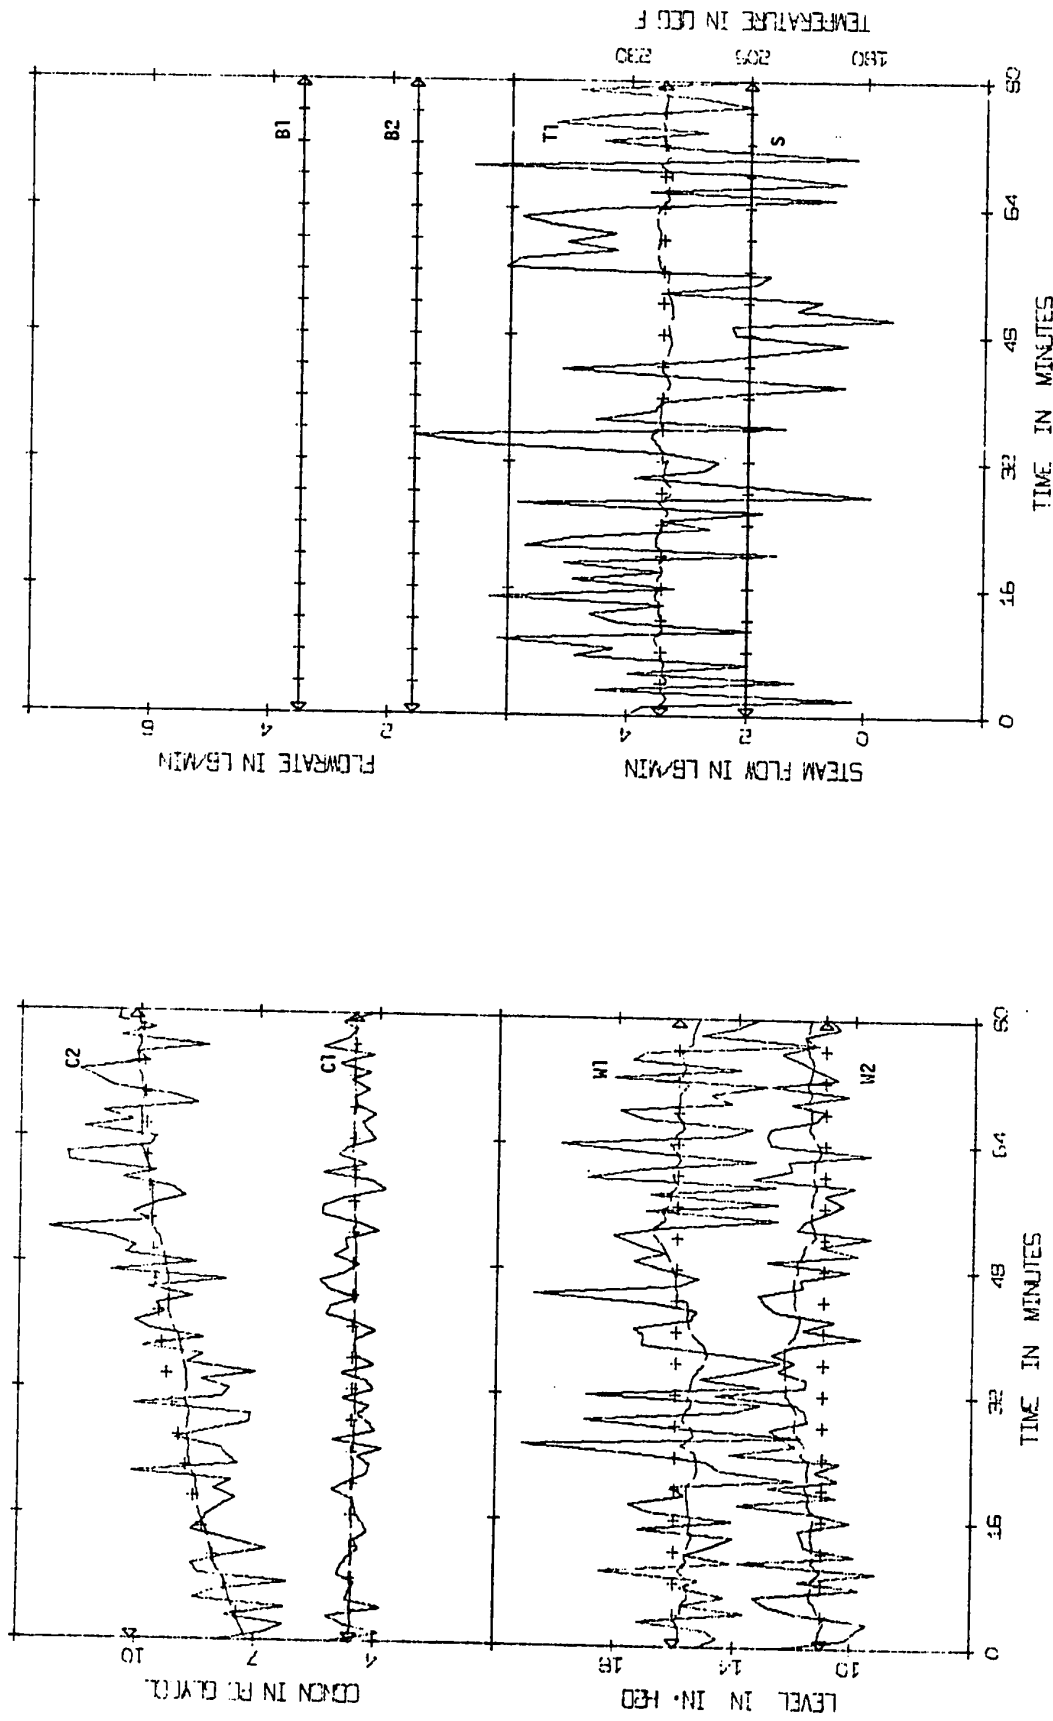 TEMPERATURE IN DEG F
230
205
180
B1
B2
T1
S
6
4
2
4
2
0
FLOWRATE IN LB/MIN
STEAM FLOW IN LB/MIN
0
16
32
48
64
80
TIME IN MINUTES
C2
C1
W1
W2
10
7
4
18
14
10
CONCN IN PC GLYCOL
LEVEL IN IN. H2O
0
16
32
48
64
80
TIME IN MINUTES